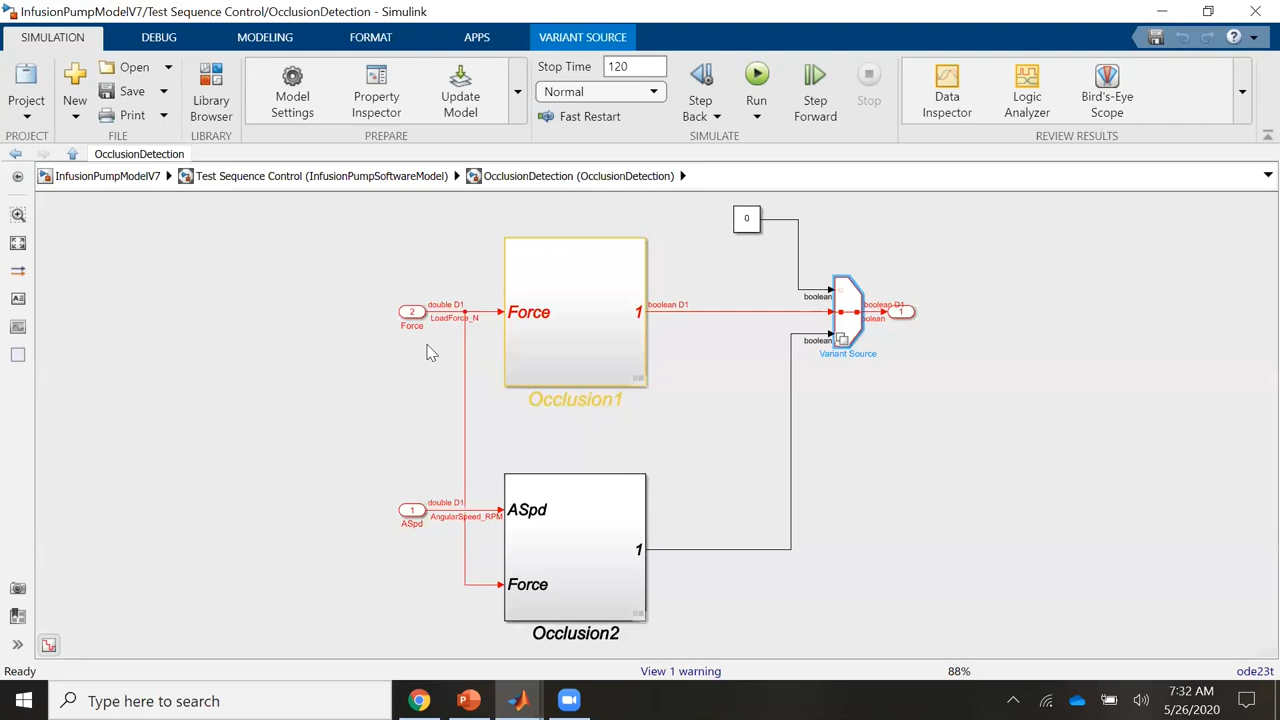 InfusionPumpModelV7/Test Sequence Control/OcclusionDetection - Simulink
SIMULATION DEBUG MODELING FORMAT APPS VARIANT SOURCE
Project
New
Open
Save
Print
Library
Browser
Model
Settings
Property
Inspector
Update
Model
Stop Time 120
Normal
Fast Restart
Step
Back
Run
Step
Forward
Stop
Data
Inspector
Logic
Analyzer
Bird's-Eye
Scope
PROJECT FILE LIBRARY PREPARE SIMULATE REVIEW RESULTS
OcclusionDetection
InfusionPumpModelV7 Test Sequence Control (InfusionPumpSoftwareModel) OcclusionDetection (OcclusionDetection)
0
boolean
double D1
2
LoadForce_N
Force
Force 1
boolean D1
boolean D1
1
boolean
Variant Source
Occlusion1
double D1
1
AngularSpeed_RPM
ASpd
ASpd
1
Force
Occlusion2
Ready View 1 warning 88% ode23t
Type here to search
7:32 AM
5/26/2020